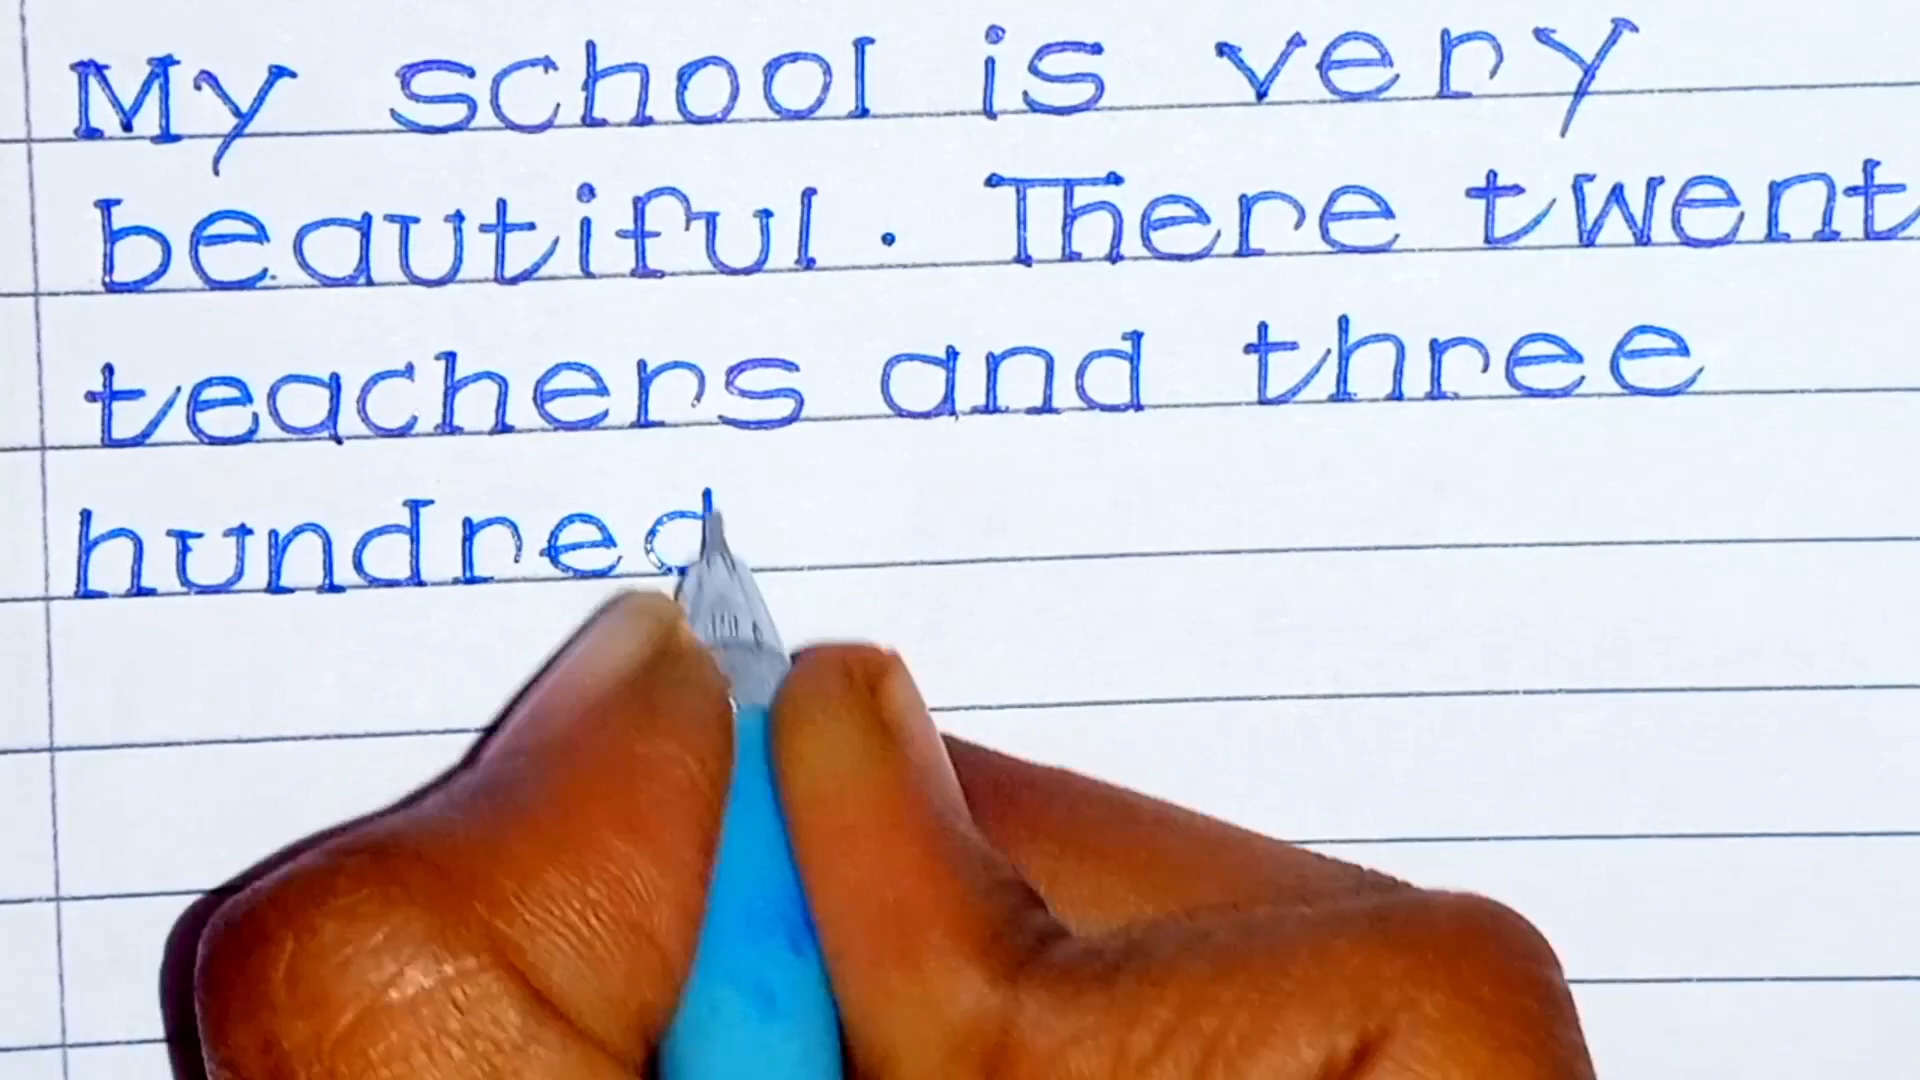 My school is very
beautiful. There twent
teachers and three
hundred